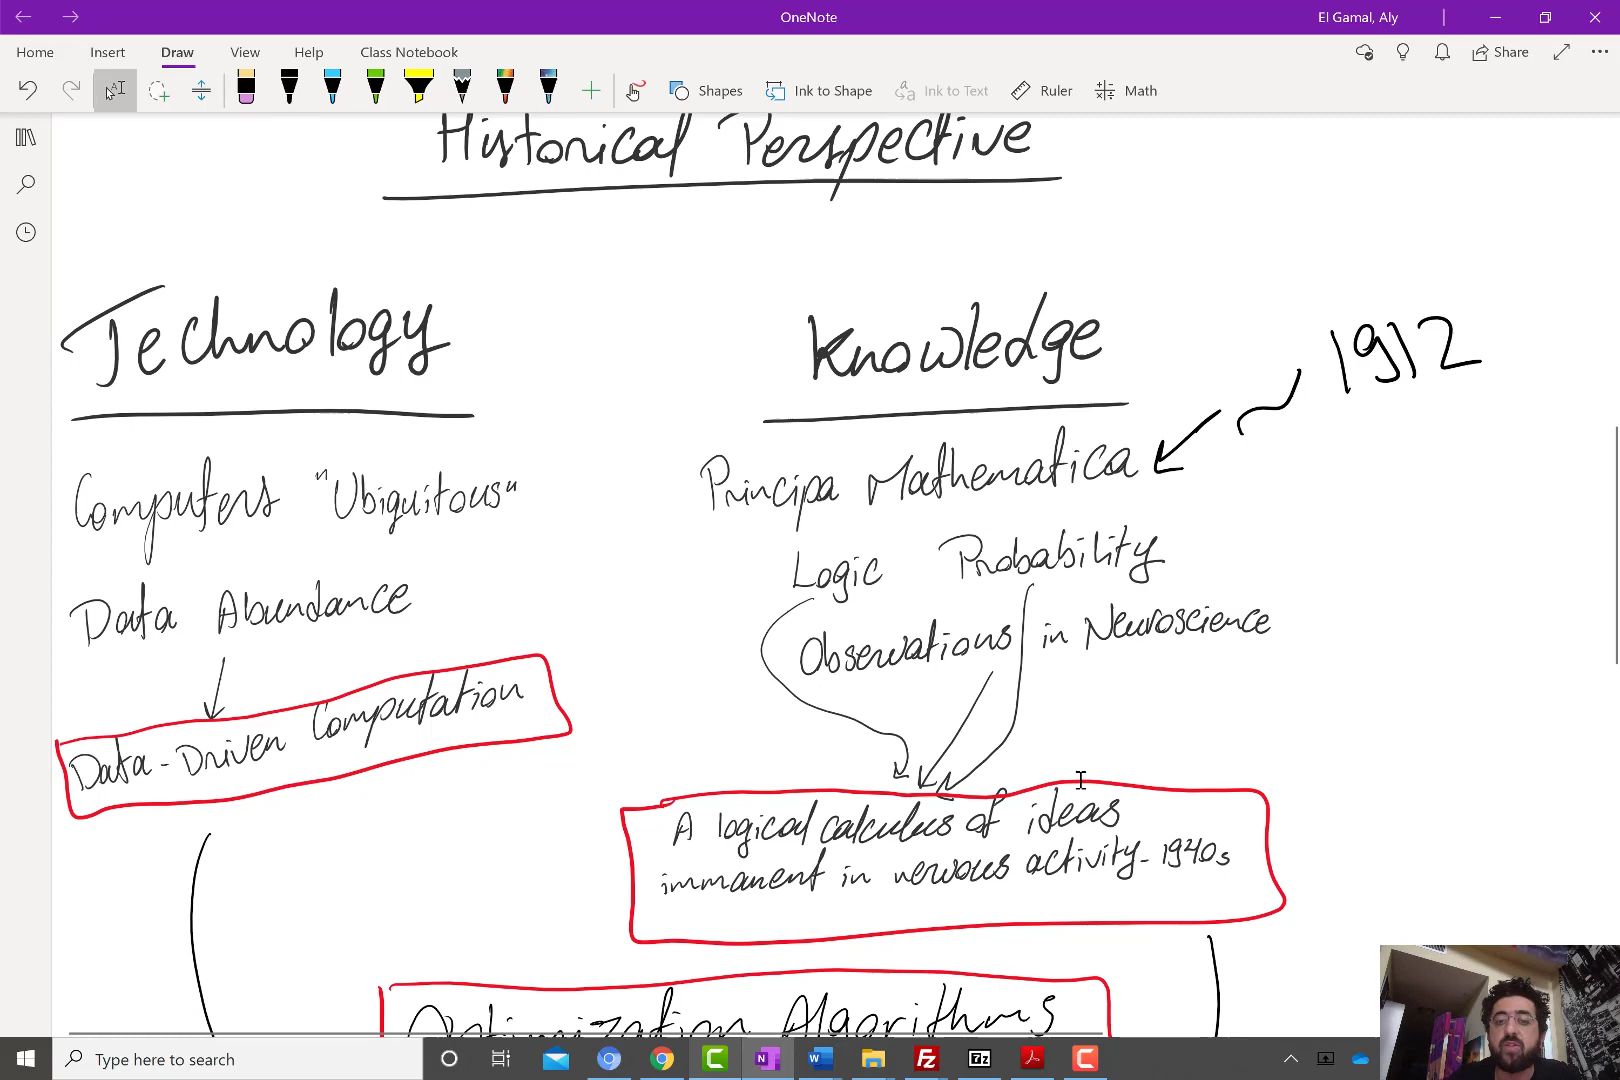 OneNote
El Gamal, Aly
Home Insert Draw View Help Class Notebook
Share
Shapes Ink to Shape Ink to Text Ruler Math
Historical Perspective
Technology Knowledge 1912
Principa Mathematica
Computers "Ubiquitous"
Logic Probability
Data Abundance
Observations in Neuroscience
Data-Driven Computation
A logical calculus of ideas
immanent in nervous activity - 1940s
Optimization Algorithms
Type here to search